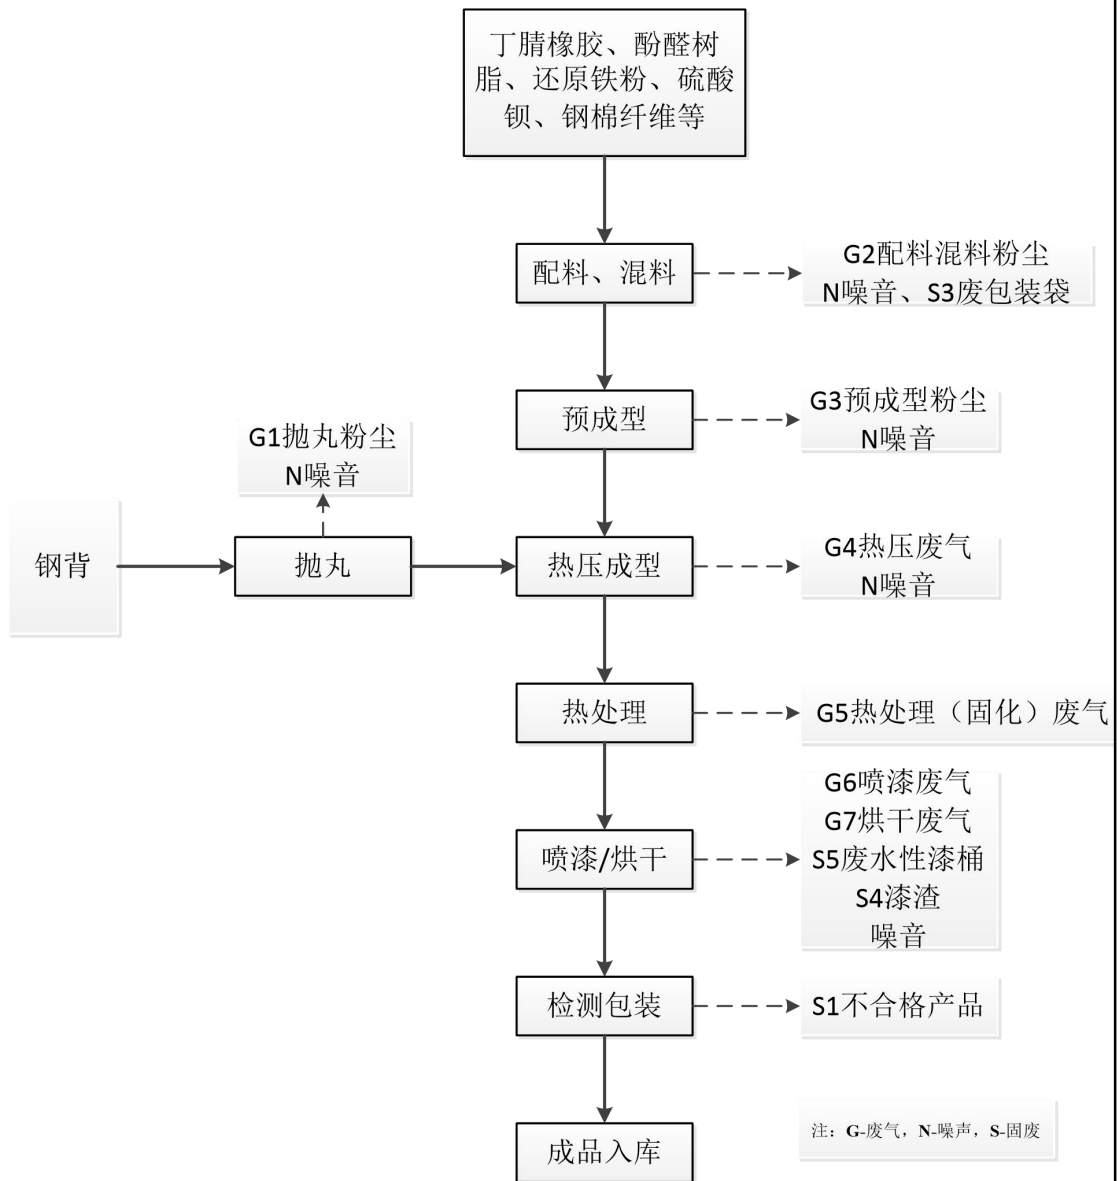 丁腈橡胶、酚醛树
脂、还原铁粉、硫酸
钡、钢棉纤维等
配料、混料
G2配料混料粉尘
N噪音、S3废包装袋
预成型
G3预成型粉尘
N噪音
G1抛丸粉尘
N噪音
钢背
抛丸
热压成型
G4热压废气
N噪音
热处理
G5热处理（固化）废气
喷漆/烘干
G6喷漆废气
G7烘干废气
S5废水性漆桶
S4漆渣
噪音
检测包装
S1不合格产品
成品入库
注：G-废气，N-噪声，S-固废